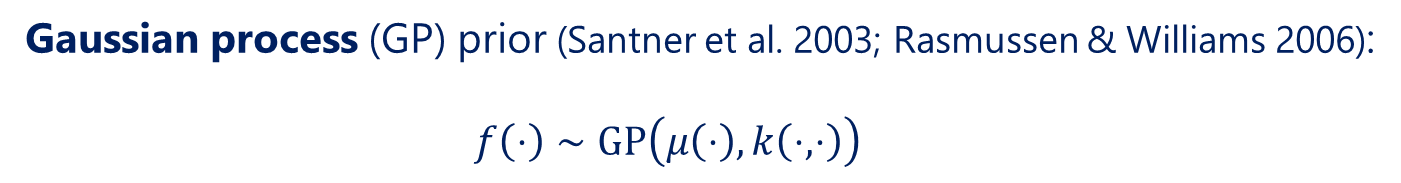 Gaussian process (GP) prior (Santner et al. 2003; Rasmussen & Williams 2006):
f(·) ~ GP(μ(·), k(·,·))